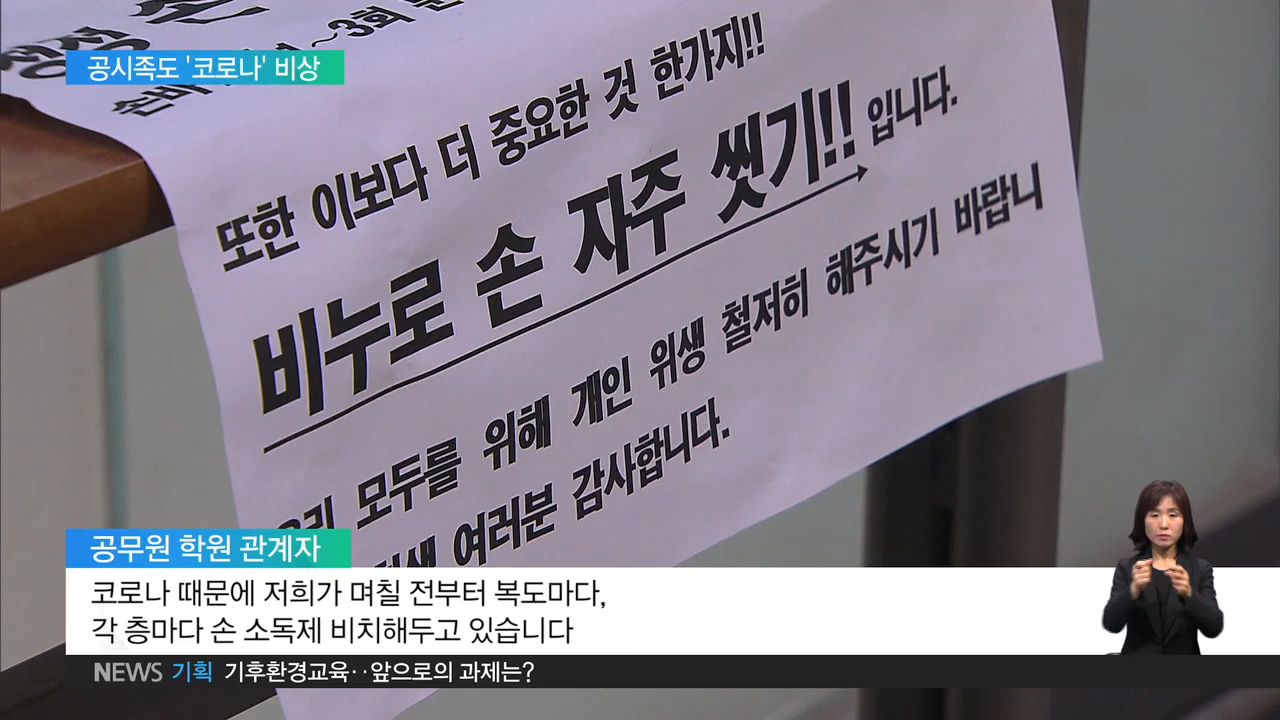 공시족도 '코로나' 비상
또한 이보다 더 중요한 것 한가지!!
비누로 손 자주 씻기!! 입니다.
모두를 위해 개인 위생 철저히 해주시기 바랍니
여러분 감사합니다.
공무원 학원 관계자
코로나 때문에 저희가 며칠 전부터 복도마다,
각 층마다 손 소독제 비치해두고 있습니다
NEWS 기획 기후환경교육‥앞으로의 과제는?